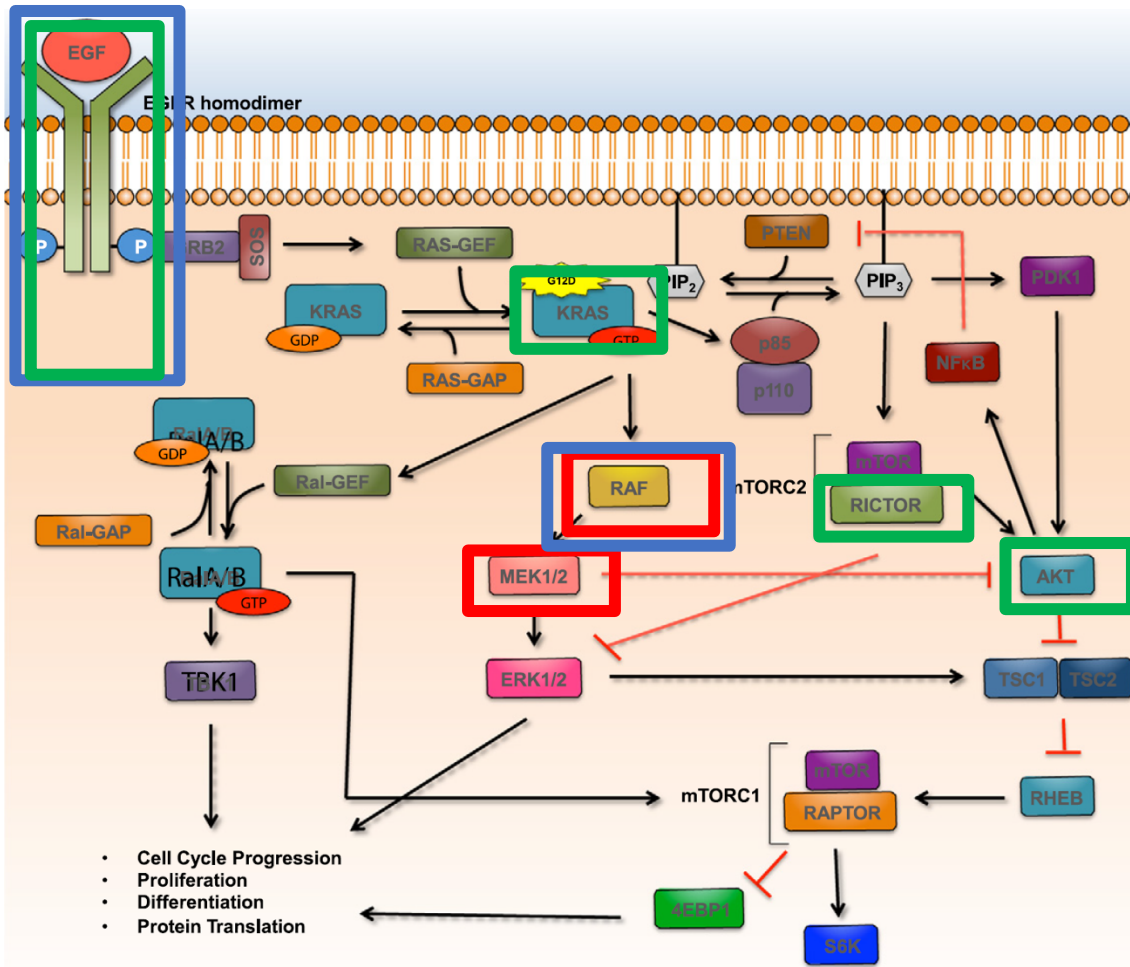 EGF
EGFR homodimer
P
P
GRB2
SOS
RAS-GEF
PTEN
PIP2
PIP3
PDK1
G12D
KRAS
GDP
KRAS
GTP
RAS-GAP
p85
p110
NFκB
RalA/B
GDP
Ral-GEF
RAF
mTORC2
mTOR
RICTOR
Ral-GAP
RalA/B
GTP
MEK1/2
AKT
TBK1
ERK1/2
TSC1
TSC2
mTORC1
mTOR
RAPTOR
RHEB
• Cell Cycle Progression
• Proliferation
• Differentiation
• Protein Translation
4EBP1
S6K